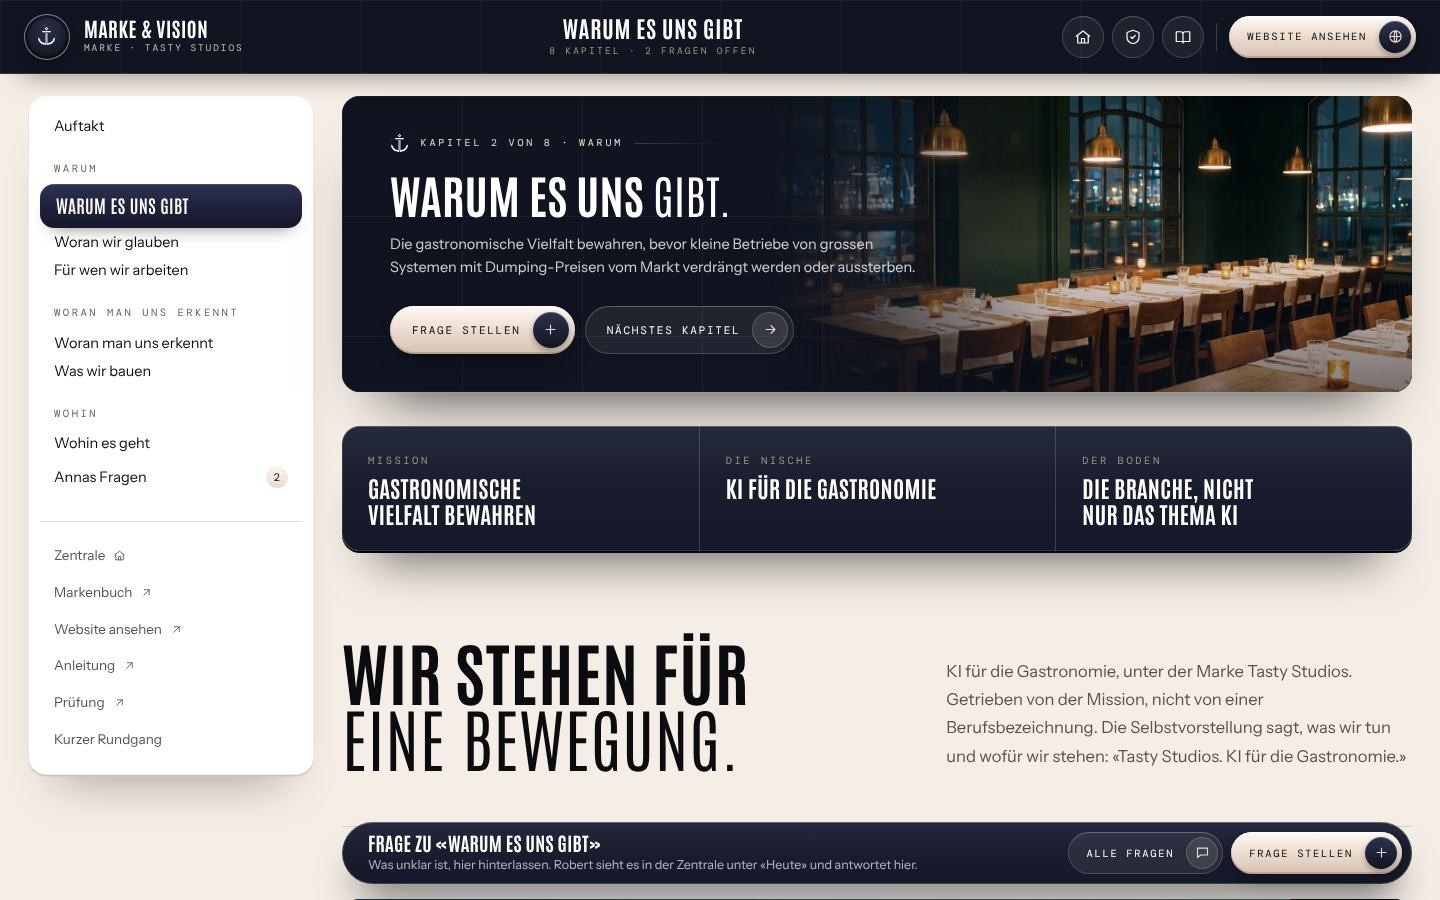 MARKE & VISION
MARKE · TASTY STUDIOS
WARUM ES UNS GIBT
8 KAPITEL · 2 FRAGEN OFFEN
WEBSITE ANSEHEN
Auftakt
WARUM
WARUM ES UNS GIBT
Woran wir glauben
Für wen wir arbeiten
WORAN MAN UNS ERKENNT
Woran man uns erkennt
Was wir bauen
WOHIN
Wohin es geht
Annas Fragen 2
Zentrale
Markenbuch
Website ansehen
Anleitung
Prüfung
Kurzer Rundgang
KAPITEL 2 VON 8 · WARUM
WARUM ES UNS GIBT.
Die gastronomische Vielfalt bewahren, bevor kleine Betriebe von grossen
Systemen mit Dumping-Preisen vom Markt verdrängt werden oder aussterben.
FRAGE STELLEN
NÄCHSTES KAPITEL
MISSION
GASTRONOMISCHE
VIELFALT BEWAHREN
DIE NISCHE
KI FÜR DIE GASTRONOMIE
DER BODEN
DIE BRANCHE, NICHT
NUR DAS THEMA KI
WIR STEHEN FÜR
EINE BEWEGUNG.
KI für die Gastronomie, unter der Marke Tasty Studios.
Getrieben von der Mission, nicht von einer
Berufsbezeichnung. Die Selbstvorstellung sagt, was wir tun
und wofür wir stehen: «Tasty Studios. KI für die Gastronomie.»
FRAGE ZU «WARUM ES UNS GIBT»
Was unklar ist, hier hinterlassen. Robert sieht es in der Zentrale unter «Heute» und antwortet hier.
ALLE FRAGEN
FRAGE STELLEN